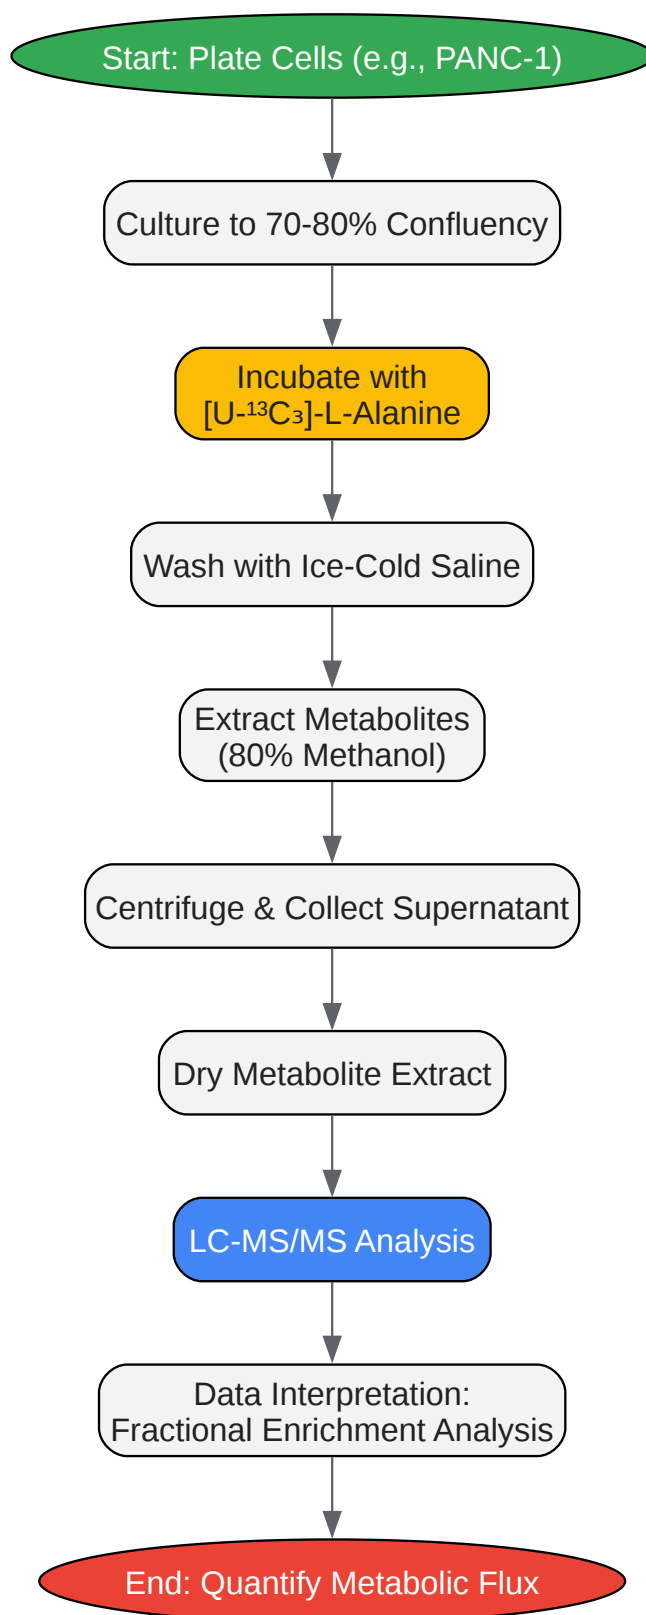 Start: Plate Cells (e.g., PANC-1)
Culture to 70-80% Confluency
Incubate with
[U-¹³C₃]-L-Alanine
Wash with Ice-Cold Saline
Extract Metabolites
(80% Methanol)
Centrifuge & Collect Supernatant
Dry Metabolite Extract
LC-MS/MS Analysis
Data Interpretation:
Fractional Enrichment Analysis
End: Quantify Metabolic Flux